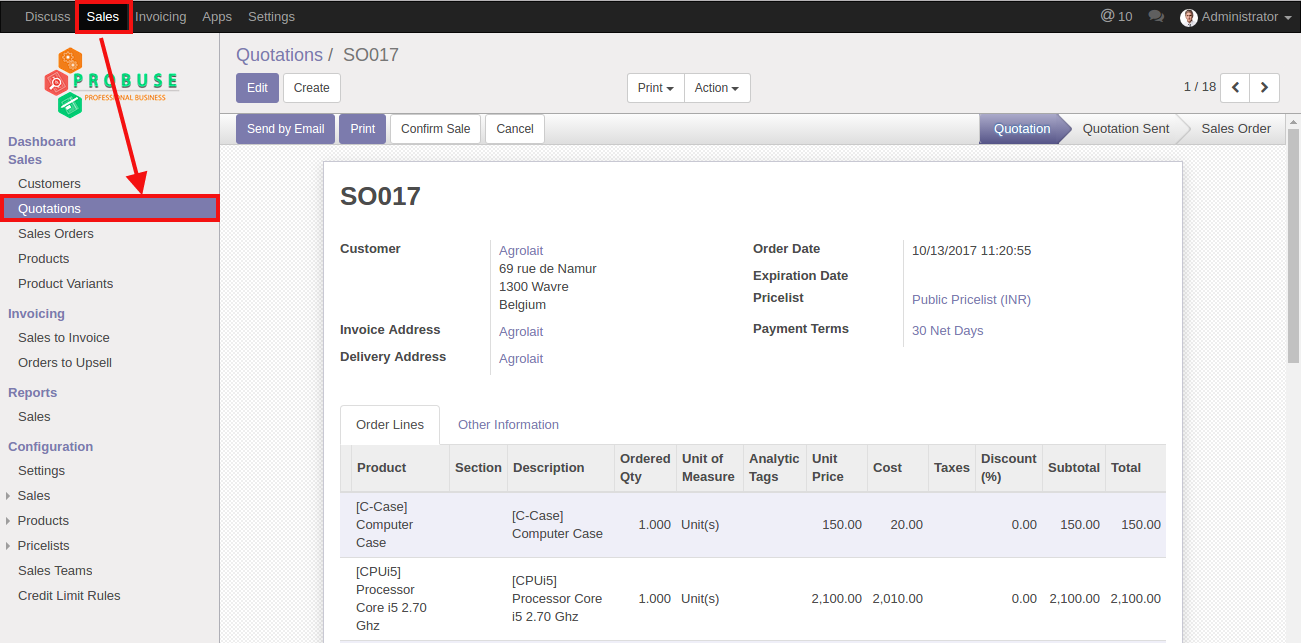 Discuss Sales Invoicing Apps Settings @ 10 Administrator
PROBUSE
PROFESSIONAL BUSINESS
Quotations / SO017
Edit Create Print Action 1 / 18
Send by Email Print Confirm Sale Cancel Quotation Quotation Sent Sales Order
Dashboard
Sales
Customers
Quotations
Sales Orders
Products
Product Variants
Invoicing
Sales to Invoice
Orders to Upsell
Reports
Sales
Configuration
Settings
Sales
Products
Pricelists
Sales Teams
Credit Limit Rules
SO017
Customer
Agrolait
69 rue de Namur
1300 Wavre
Belgium
Invoice Address Agrolait
Delivery Address Agrolait
Order Date 10/13/2017 11:20:55
Expiration Date
Pricelist Public Pricelist (INR)
Payment Terms 30 Net Days
Order Lines Other Information
Product Section Description Ordered Qty Unit of Measure Analytic Tags Unit Price Cost Taxes Discount (%) Subtotal Total
[C-Case] Computer Case [C-Case] Computer Case 1.000 Unit(s) 150.00 20.00 0.00 150.00 150.00
[CPUi5] Processor Core i5 2.70 Ghz [CPUi5] Processor Core i5 2.70 Ghz 1.000 Unit(s) 2,100.00 2,010.00 0.00 2,100.00 2,100.00